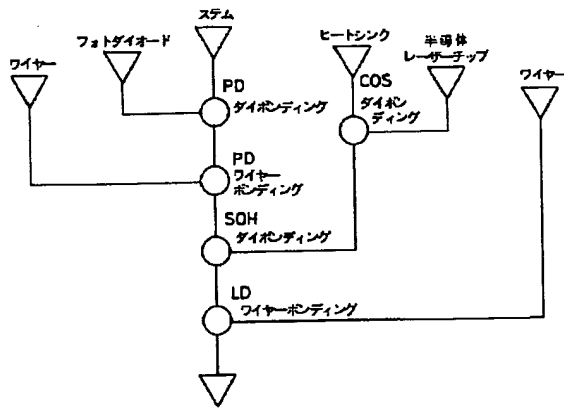 ステム
フォトダイオード
ヒートシンク
半導体
レーザーチップ
ワイヤー
ワイヤー
PD
ダイボンディング
COS
ダイボン
ディング
PD
ワイヤー
ボンディング
SOH
ダイボンディング
LD
ワイヤーボンディング